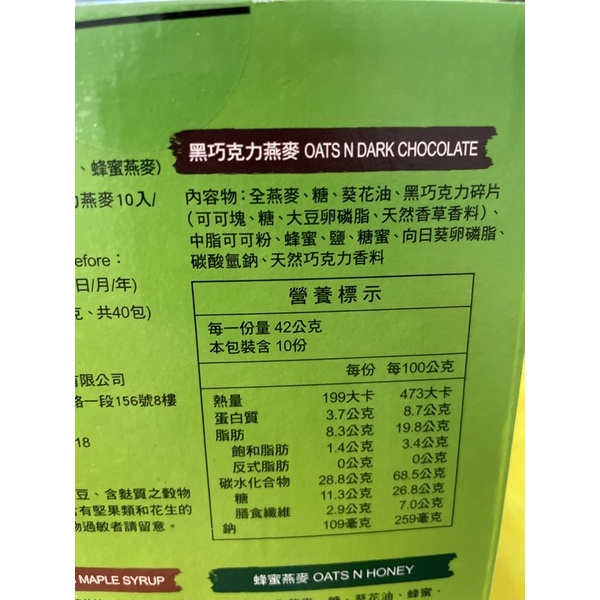 黑巧克力燕麥 OATS N DARK CHOCOLATE
、蜂蜜燕麥)
燕麥10入/
efore：
日/月/年)
克、共40包)
有限公司
路一段156號8樓
18
豆、含麩質之穀物
含有堅果類和花生的
物過敏者請留意。
內容物：全燕麥、糖、葵花油、黑巧克力碎片
(可可塊、糖、大豆卵磷脂、天然香草香料)、
中脂可可粉、蜂蜜、鹽、糖蜜、向日葵卵磷脂、
碳酸氫鈉、天然巧克力香料
營養標示
每一份量 42公克
本包裝含 10份
每份 每100公克
熱量 199大卡 473大卡
蛋白質 3.7公克 8.7公克
脂肪 8.3公克 19.8公克
飽和脂肪 1.4公克 3.4公克
反式脂肪 0公克 0公克
碳水化合物 28.8公克 68.5公克
糖 11.3公克 26.8公克
膳食纖維 2.9公克 7.0公克
鈉 109毫克 259毫克
MAPLE SYRUP
蜂蜜燕麥 OATS N HONEY
內容物：全燕麥、糖、葵花油、蜂蜜、